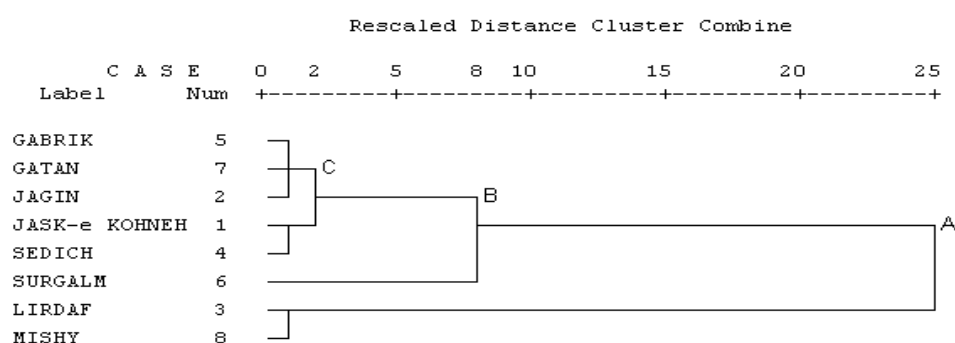 Rescaled Distance Cluster Combine
C A S E 0 2 5 8 10 15 20 25
Label Num +---------+---------+---------+---------+---------+
GABRIK 5
GATAN 7 C
JAGIN 2 B
JASK-e KOHNEH 1 A
SEDICH 4
SURGALM 6
LIRDAF 3
MISHY 8